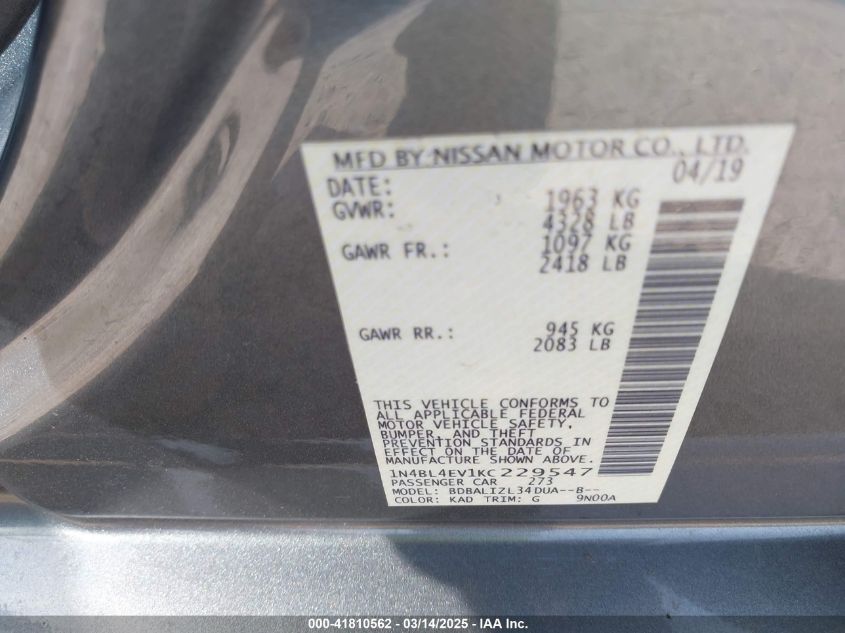 MFD BY NISSAN MOTOR CO., LTD.
DATE: 04/19
GVWR: 1963 KG
4328 LB
GAWR FR.: 1097 KG
2418 LB
GAWR RR.: 945 KG
2083 LB
THIS VEHICLE CONFORMS TO
ALL APPLICABLE FEDERAL
MOTOR VEHICLE SAFETY,
BUMPER, AND THEFT
PREVENTION STANDARDS IN
EFFECT ON THE DATE OF
MANUFACTURE SHOWN ABOVE.
1N4BL4EV1KC229547
PASSENGER CAR 273
MODEL: BDBALIZL34DUA--B--
COLOR: KAD TRIM: G 9N00A
000-41810562 - 03/14/2025 - IAA, Inc.